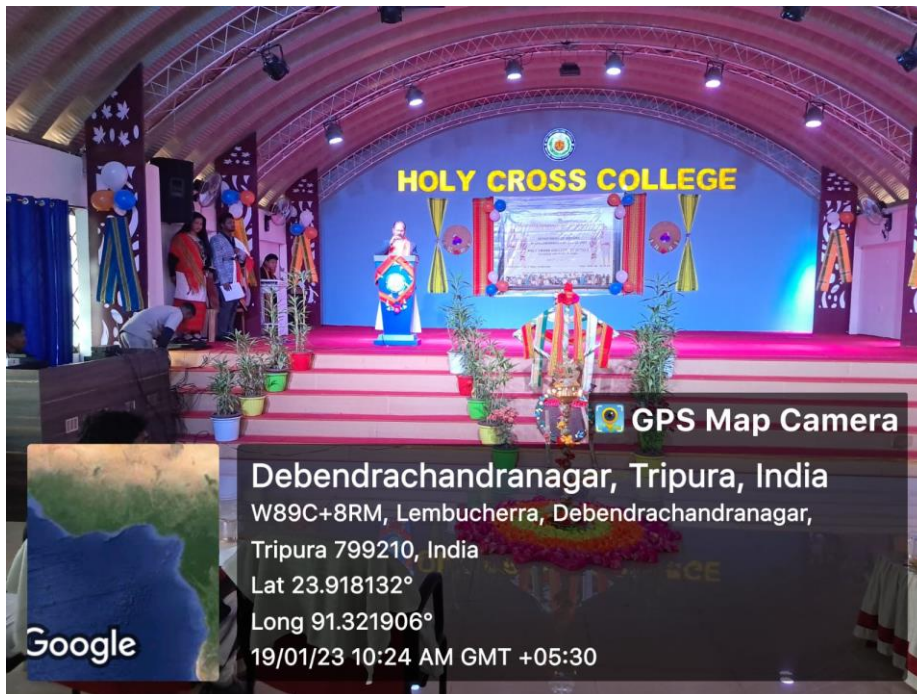 HOLY CROSS COLLEGE
GPS Map Camera
Debendrachandranagar, Tripura, India
W89C+8RM, Lembucherra, Debendrachandranagar,
Tripura 799210, India
Lat 23.918132°
Long 91.321906°
19/01/23 10:24 AM GMT +05:30
Google